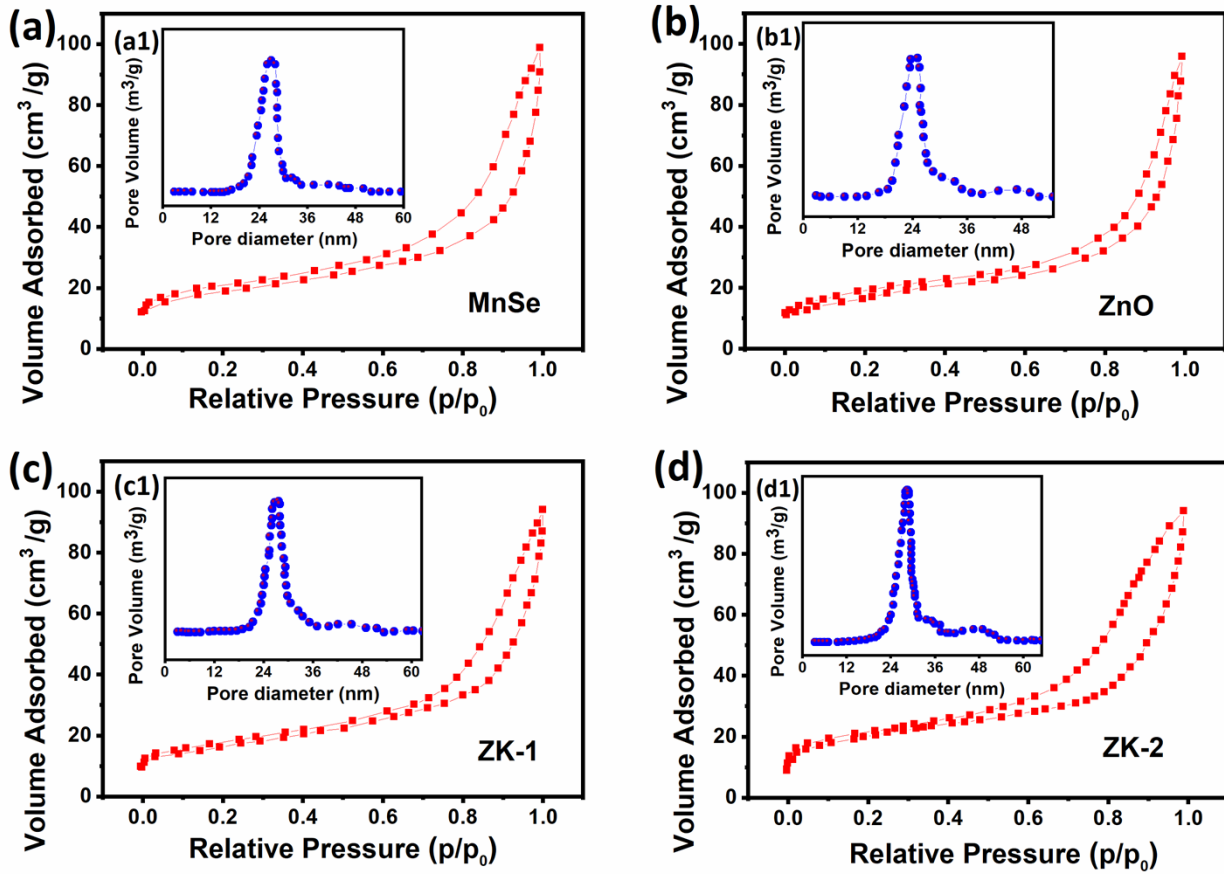 (a)
Volume Adsorbed (cm³ /g)
100
80
60
40
20
0
0.0 0.2 0.4 0.6 0.8 1.0
Relative Pressure (p/p₀)
MnSe
(a1)
Pore Volume (m³/g)
0 12 24 36 48 60
Pore diameter (nm)
(b)
Volume Adsorbed (cm³ /g)
100
80
60
40
20
0
0.0 0.2 0.4 0.6 0.8 1.0
Relative Pressure (p/p₀)
ZnO
(b1)
Pore Volume (m³/g)
0 12 24 36 48
Pore diameter (nm)
(c)
Volume Adsorbed (cm³ /g)
100
80
60
40
20
0
0.0 0.2 0.4 0.6 0.8 1.0
Relative Pressure (p/p₀)
ZK-1
(c1)
Pore Volume (m³/g)
0 12 24 36 48 60
Pore diameter (nm)
(d)
Volume Adsorbed (cm³ /g)
100
80
60
40
20
0
0.0 0.2 0.4 0.6 0.8 1.0
Relative Pressure (p/p₀)
ZK-2
(d1)
Pore Volume (m³/g)
0 12 24 36 48 60
Pore diameter (nm)